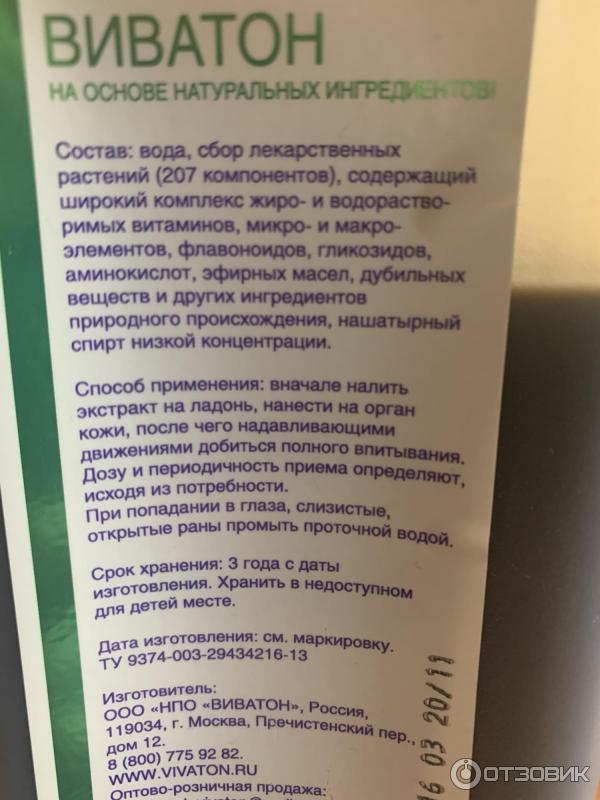 ВИВАТОН
НА ОСНОВЕ НАТУРАЛЬНЫХ ИНГРЕДИЕНТОВ!
Состав: вода, сбор лекарственных
растений (207 компонентов), содержащий
широкий комплекс жиро- и водораство-
римых витаминов, микро- и макро-
элементов, флавоноидов, гликозидов,
аминокислот, эфирных масел, дубильных
веществ и других ингредиентов
природного происхождения, нашатырный
спирт низкой концентрации.
Способ применения: вначале налить
экстракт на ладонь, нанести на орган
кожи, после чего надавливающими
движениями добиться полного впитывания.
Дозу и периодичность приема определяют,
исходя из потребности.
При попадании в глаза, слизистые,
открытые раны промыть проточной водой.
Срок хранения: 3 года с даты
изготовления. Хранить в недоступном
для детей месте.
Дата изготовления: см. маркировку.
ТУ 9374-003-29434216-13
Изготовитель:
ООО «НПО «ВИВАТОН», Россия,
119034, г. Москва, Пречистенский пер.,
дом 12.
8 (800) 775 92 82.
WWW.VIVATON.RU
Оптово-розничная продажа:
16 03 20/11
ОТЗОВИК